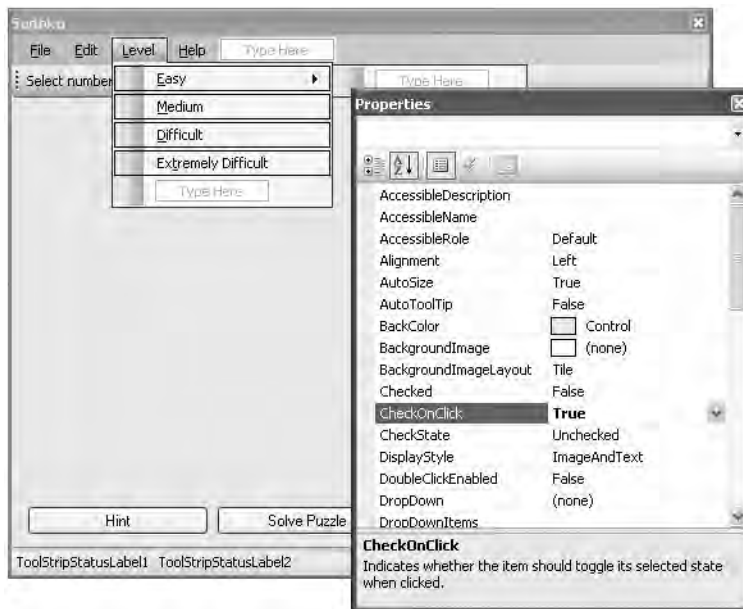 Sudoku
File Edit Level Help Type Here
Select number
Easy Type Here
Medium
Difficult
Extremely Difficult
Type Here
Hint Solve Puzzle
ToolStripStatusLabel1 ToolStripStatusLabel2
Properties
AccessibleDescription
AccessibleName
AccessibleRole Default
Alignment Left
AutoSize True
AutoToolTip False
BackColor Control
BackgroundImage (none)
BackgroundImageLayout Tile
Checked False
CheckOnClick True
CheckState Unchecked
DisplayStyle ImageAndText
DoubleClickEnabled False
DropDown (none)
DropDownItems
CheckOnClick
Indicates whether the item should toggle its selected state
when clicked.